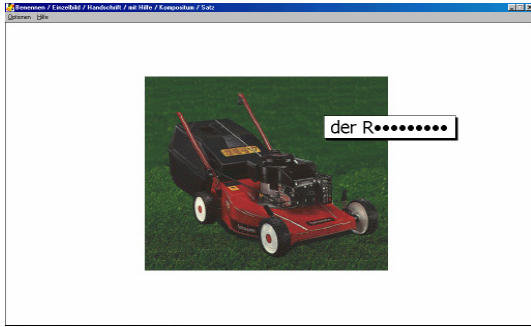 Benennen / Einzelbild / Handschrift / mit Hilfe / Kompositum / Satz
Optionen Hilfe
der R●●●●●●●●●